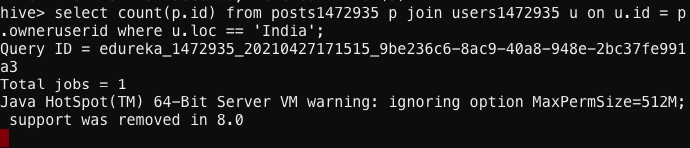 hive> select count(p.id) from posts1472935 p join users1472935 u on u.id = p
.owneruserid where u.loc == 'India';
Query ID = edureka_1472935_20210427171515_9be236c6-8ac9-40a8-948e-2bc37fe991
a3
Total jobs = 1
Java HotSpot(TM) 64-Bit Server VM warning: ignoring option MaxPermSize=512M;
 support was removed in 8.0